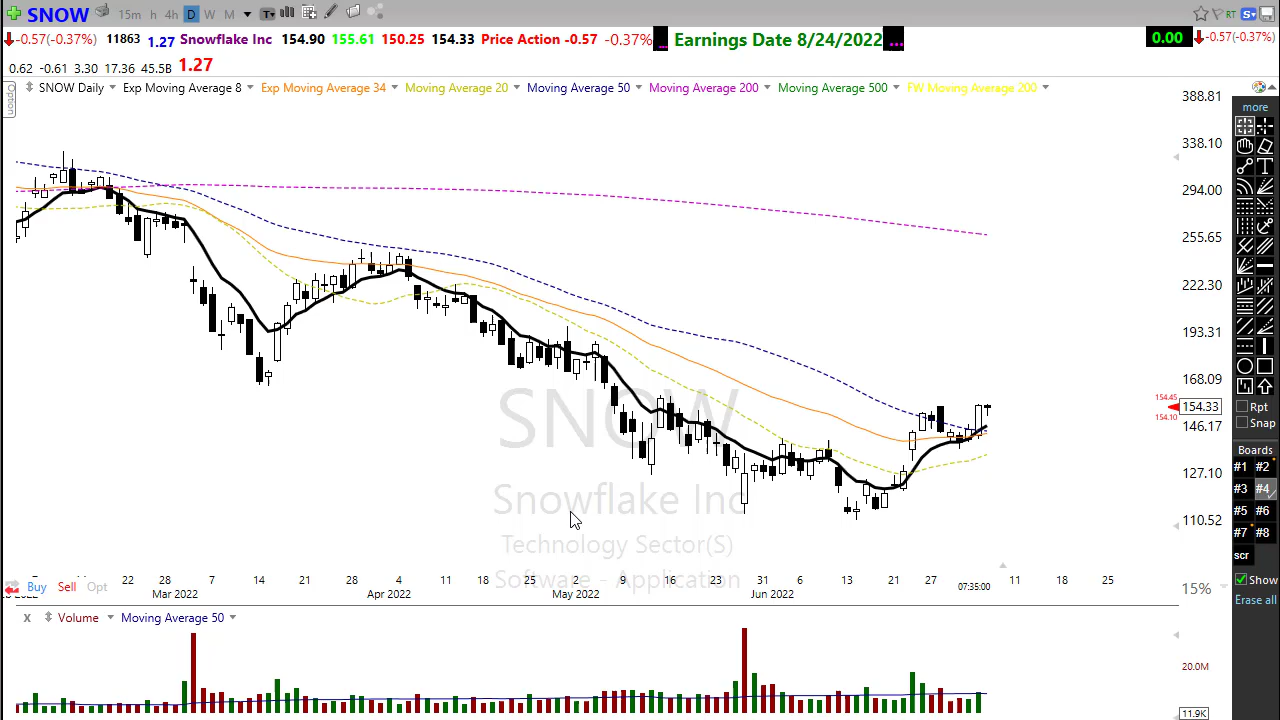 SNOW 15m h 4h D W M T
RT S
-0.57(-0.37%) 11863 1.27 Snowflake Inc 154.90 155.61 150.25 154.33 Price Action -0.57 -0.37% ... Earnings Date 8/24/2022 ... 0.00 -0.57(-0.37%)
0.62 -0.61 3.30 17.36 45.5B 1.27
Option
SNOW Daily Exp Moving Average 8 Exp Moving Average 34 Moving Average 20 Moving Average 50 Moving Average 200 Moving Average 500 FW Moving Average 200
388.81
338.10
294.00
255.65
222.30
193.31
168.09
154.45
154.33
154.10
146.17
127.10
110.52
15%
more
Rpt
Snap
Boards
#1 #2
#3 #4
#5 #6
#7 #8
scr
Show
Erase all
SNOW
Snowflake Inc
Technology Sector(S)
Software - Application
22 28 7 14 21 28 4 11 18 25 2 9 16 23 31 6 13 21 27 07:35:00 11 18 25
Mar 2022 Apr 2022 May 2022 Jun 2022
Buy Sell Opt
X Volume Moving Average 50
20.0M
11.9K